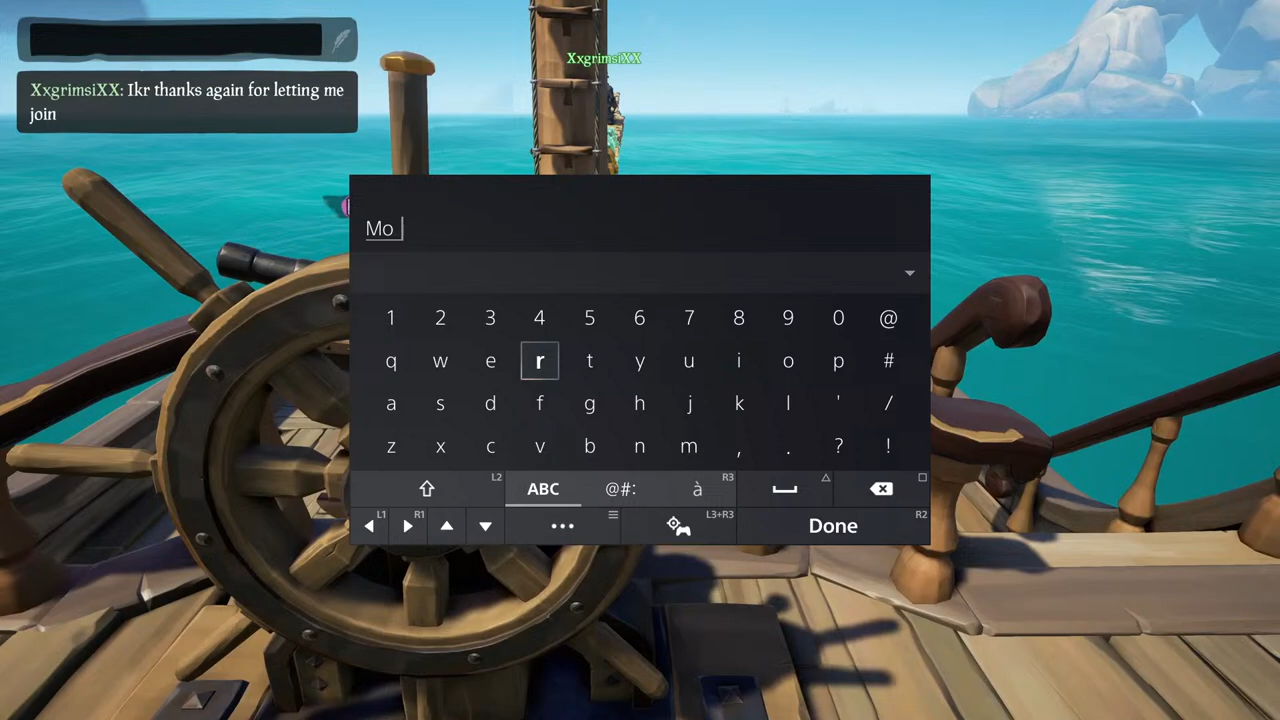 XxgrimsiXX
XxgrimsiXX: Ikr thanks again for letting me
join
Mo
1 2 3 4 5 6 7 8 9 0 @
q w e r t y u i o p #
a s d f g h j k l ' /
z x c v b n m , . ? !
L2 ABC @#: à R3
L1 R1 ... L3+R3 Done R2